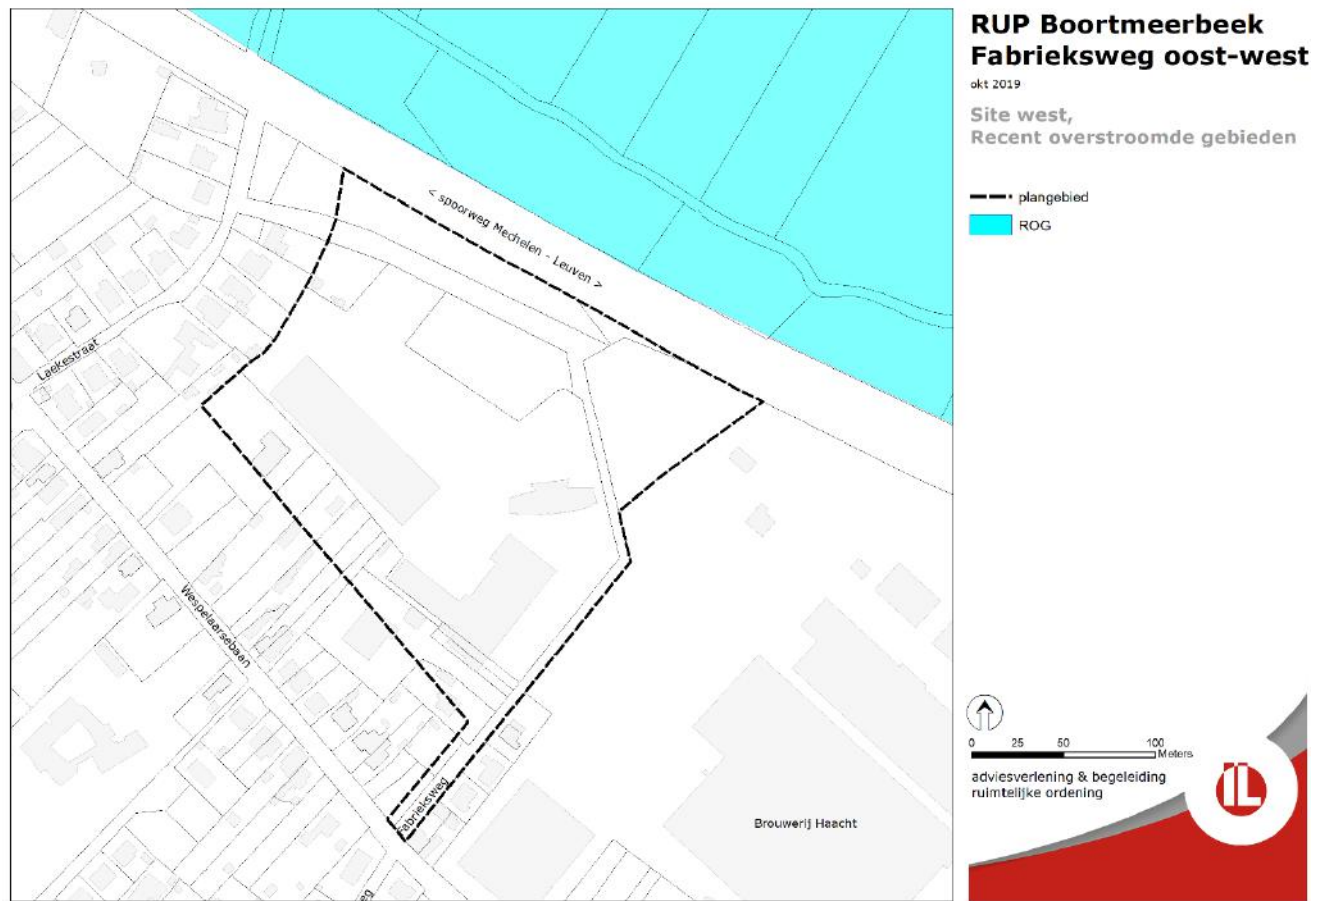 RUP Boortmeerbeek
Fabrieksweg oost-west
okt 2019
Site west,
Recent overstroomde gebieden
plangebied
ROG
< spoorweg Mechelen - Leuven >
Laekestraat
Wespelaarsebaan
Fabrieksweg
Brouwerij Haacht
0 25 50 100
Meters
adviesverlening & begeleiding
ruimtelijke ordening
IL